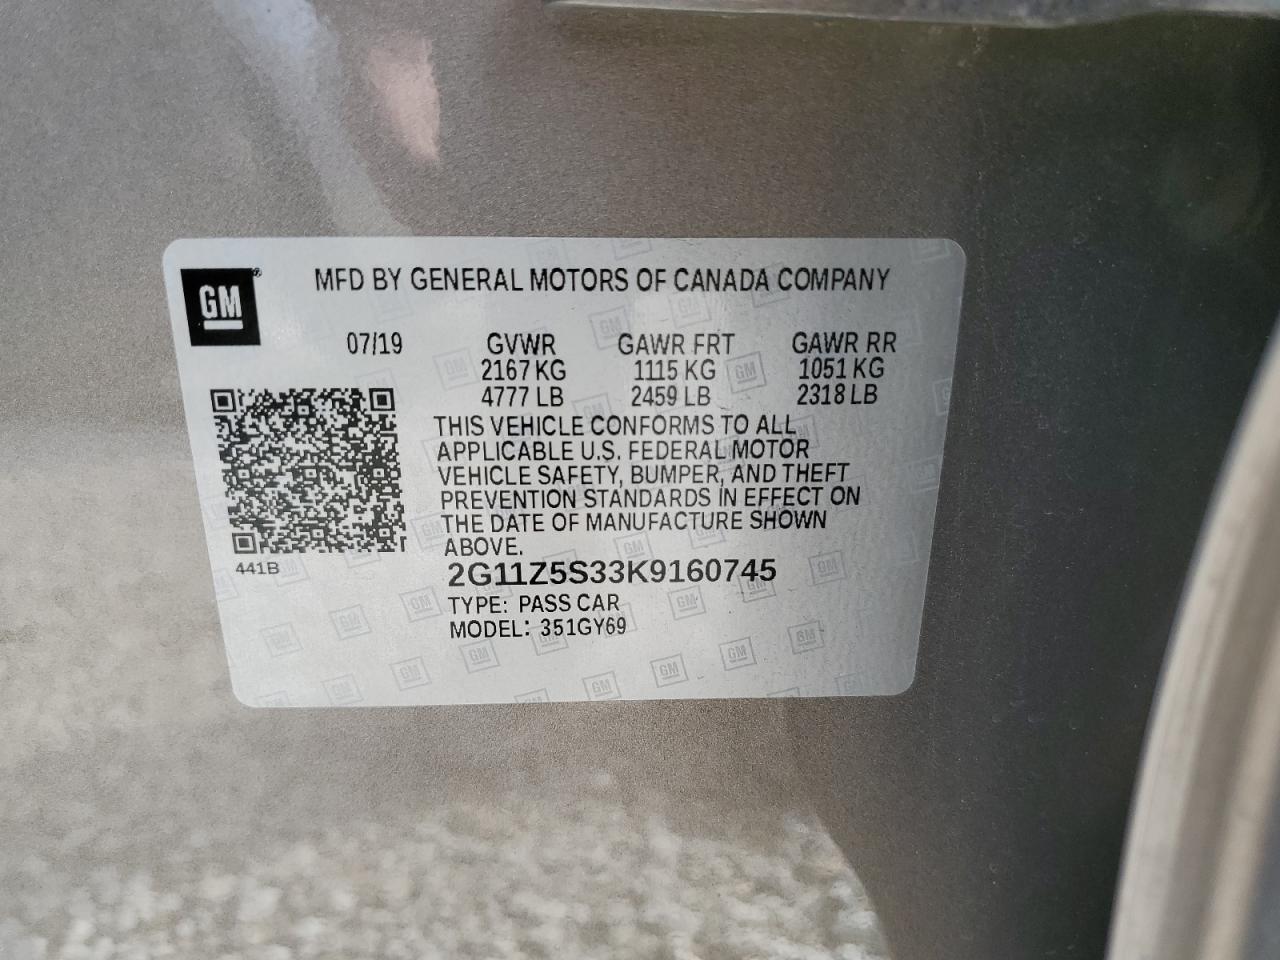 GM®
MFD BY GENERAL MOTORS OF CANADA COMPANY
07/19 GVWR GAWR FRT GAWR RR
2167 KG 1115 KG 1051 KG
4777 LB 2459 LB 2318 LB
THIS VEHICLE CONFORMS TO ALL
APPLICABLE U.S. FEDERAL MOTOR
VEHICLE SAFETY, BUMPER, AND THEFT
PREVENTION STANDARDS IN EFFECT ON
THE DATE OF MANUFACTURE SHOWN
ABOVE.
441B
2G11Z5S33K9160745
TYPE: PASS CAR
MODEL: 351GY69